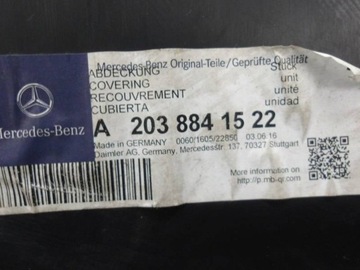 Mercedes-Benz Original-Teile/Geprüfte Qualität
ABDECKUNG Stück
COVERING unit
RECOUVREMENT unité
CUBIERTA unidad
Mercedes-Benz
A 203 884 15 22
Made in GERMANY 0060/1605/22850 03.06.16
Daimler AG, Germany, Mercedesstr. 137, 70327 Stuttgart
More information on
http://p.mb-qr.com